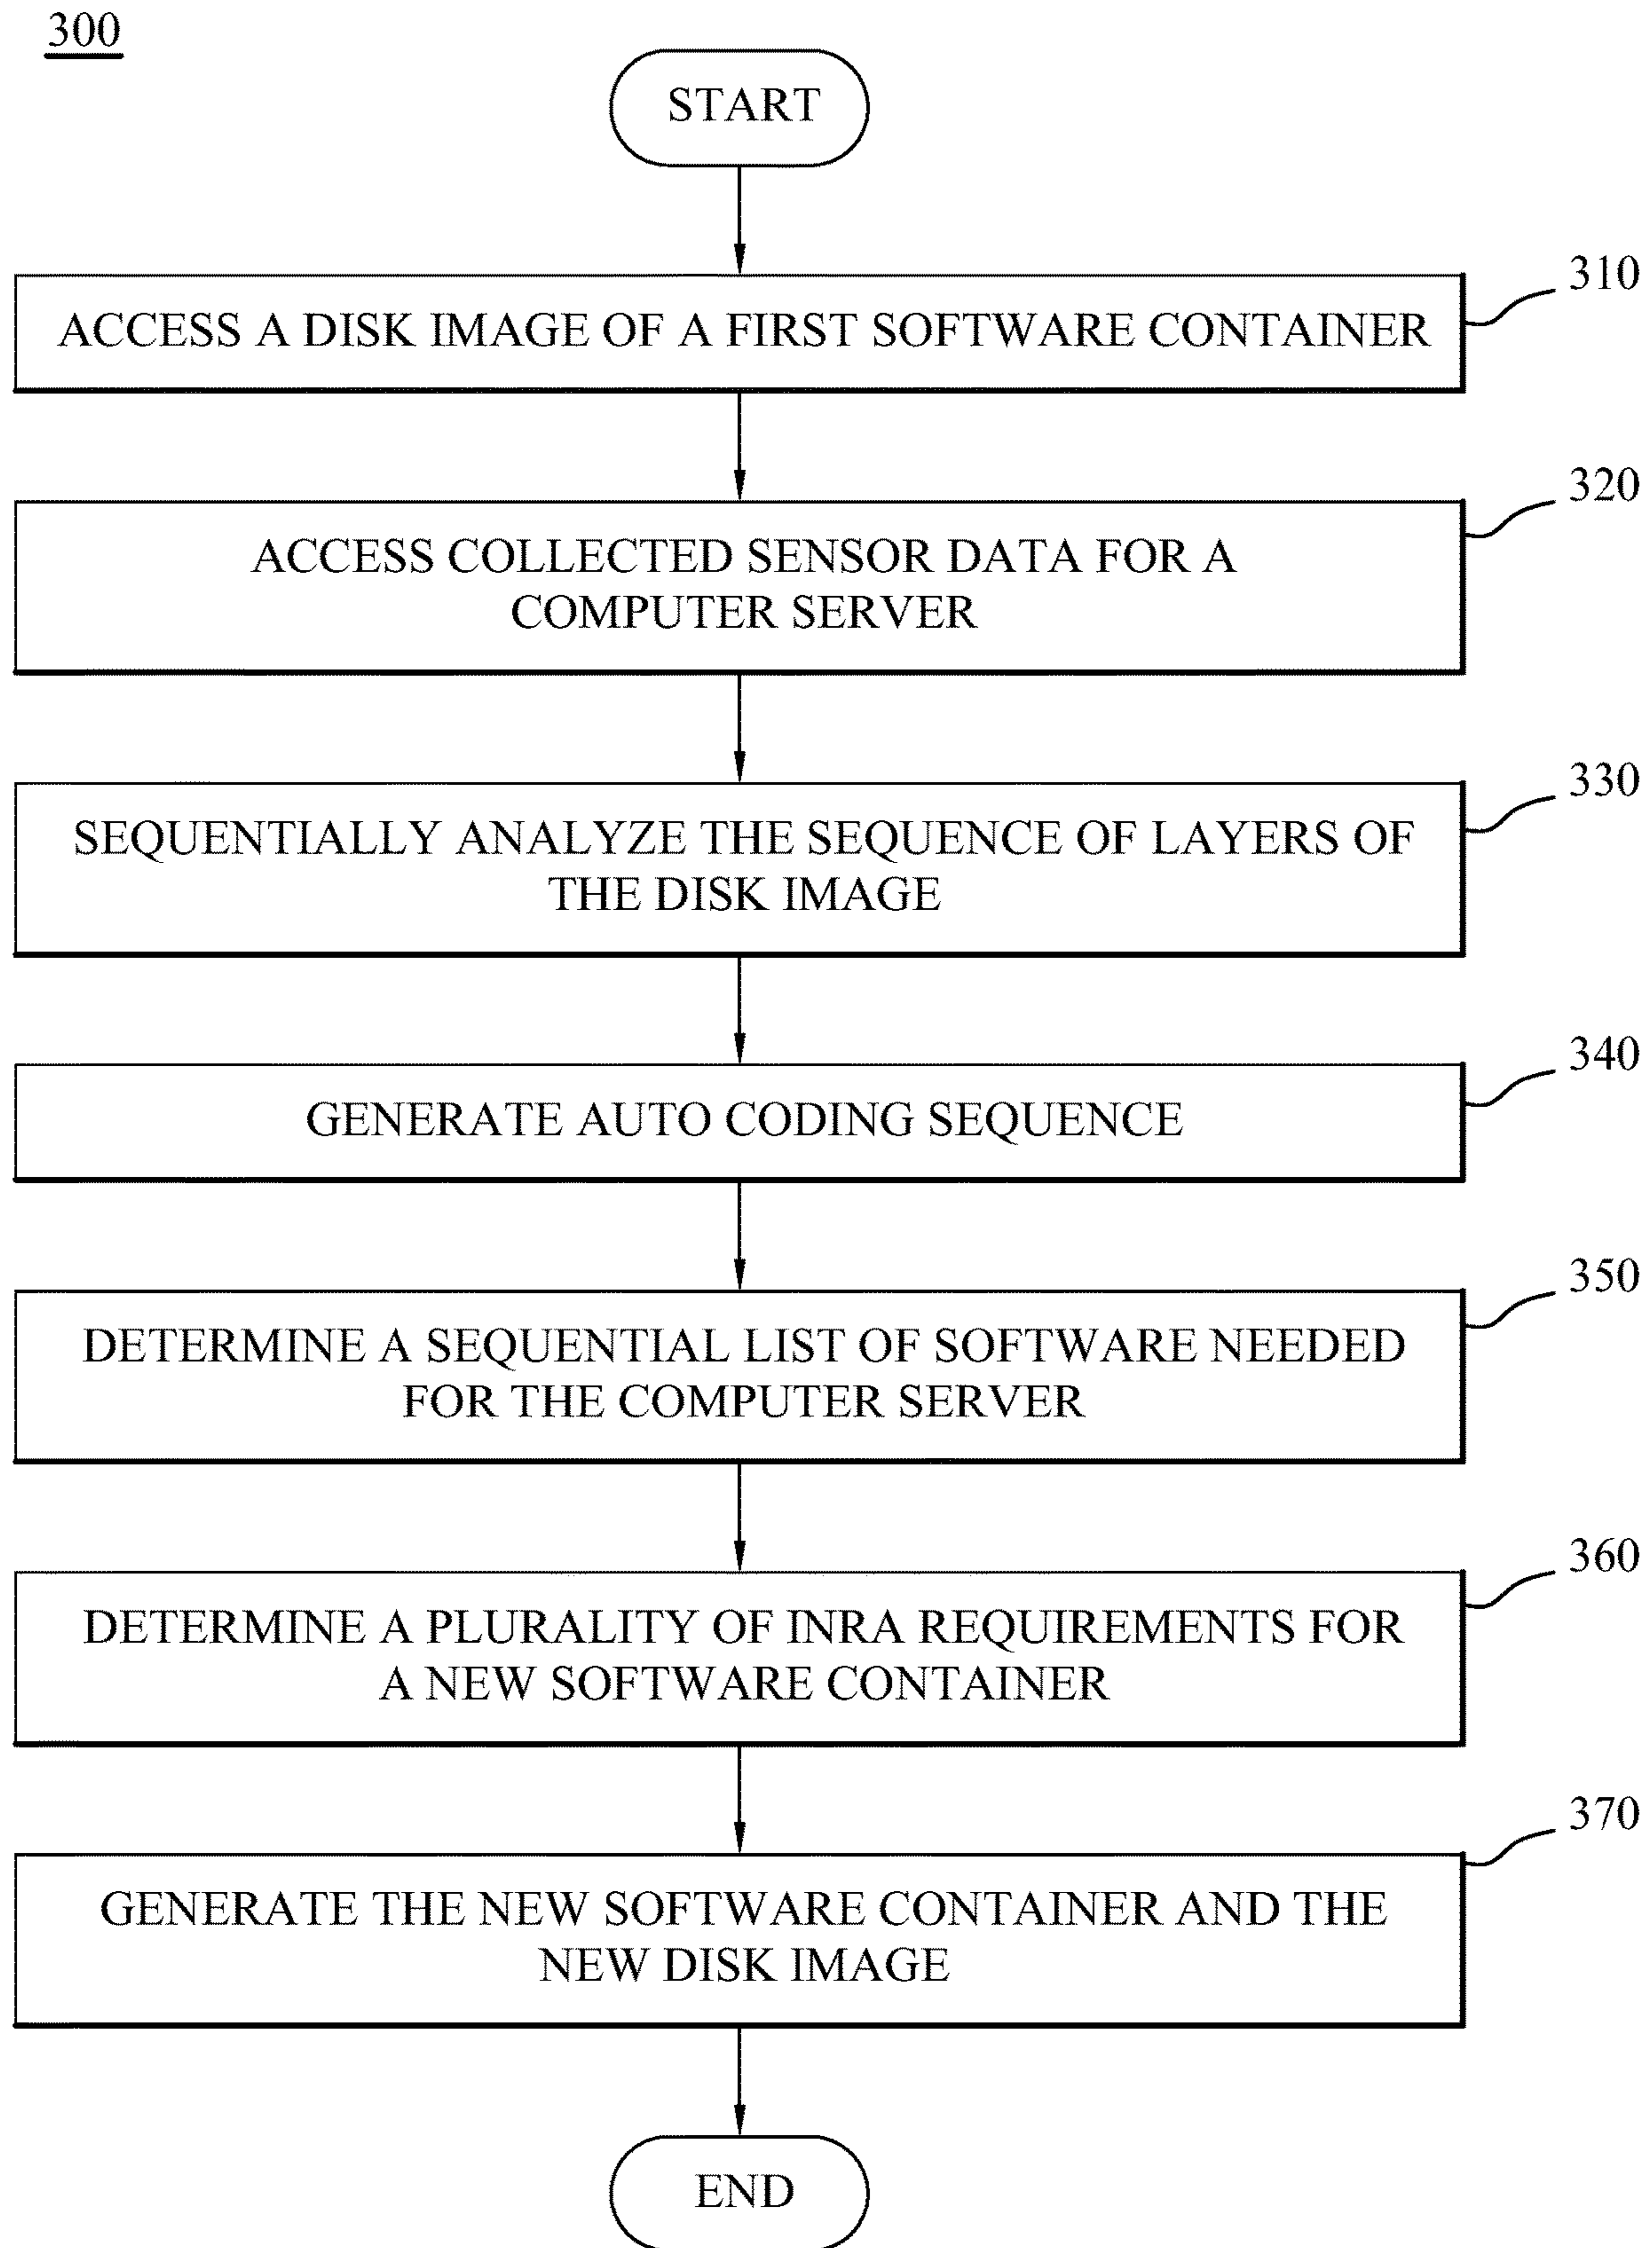 300
START
310
ACCESS A DISK IMAGE OF A FIRST SOFTWARE CONTAINER
320
ACCESS COLLECTED SENSOR DATA FOR A
COMPUTER SERVER
330
SEQUENTIALLY ANALYZE THE SEQUENCE OF LAYERS OF
THE DISK IMAGE
340
GENERATE AUTO CODING SEQUENCE
350
DETERMINE A SEQUENTIAL LIST OF SOFTWARE NEEDED
FOR THE COMPUTER SERVER
360
DETERMINE A PLURALITY OF INRA REQUIREMENTS FOR
A NEW SOFTWARE CONTAINER
370
GENERATE THE NEW SOFTWARE CONTAINER AND THE
NEW DISK IMAGE
END